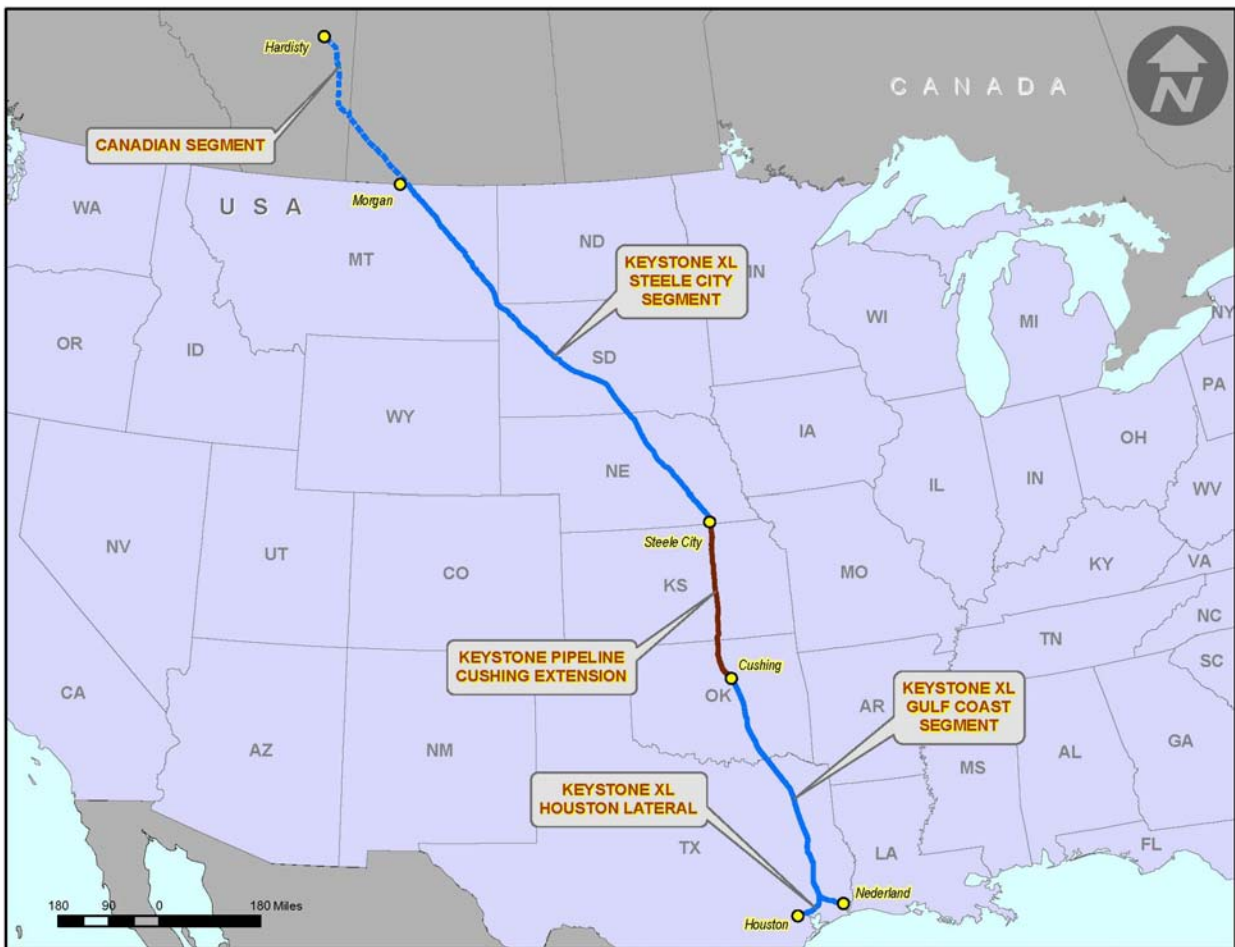 Hardisty
N
CANADA
CANADIAN SEGMENT
Morgan
USA
WA
MT
ND
MN
KEYSTONE XL
STEELE CITY
SEGMENT
OR
ID
SD
WI
MI
NY
WY
PA
IA
NE
OH
IL
IN
WV
Steele City
NV
UT
CO
KS
MO
KY
VA
KEYSTONE PIPELINE
CUSHING EXTENSION
NC
TN
Cushing
CA
OK
SC
AR
KEYSTONE XL
GULF COAST
SEGMENT
AZ
NM
GA
MS
AL
KEYSTONE XL
HOUSTON LATERAL
TX
LA
FL
Nederland
Houston
180 90 0 180 Miles